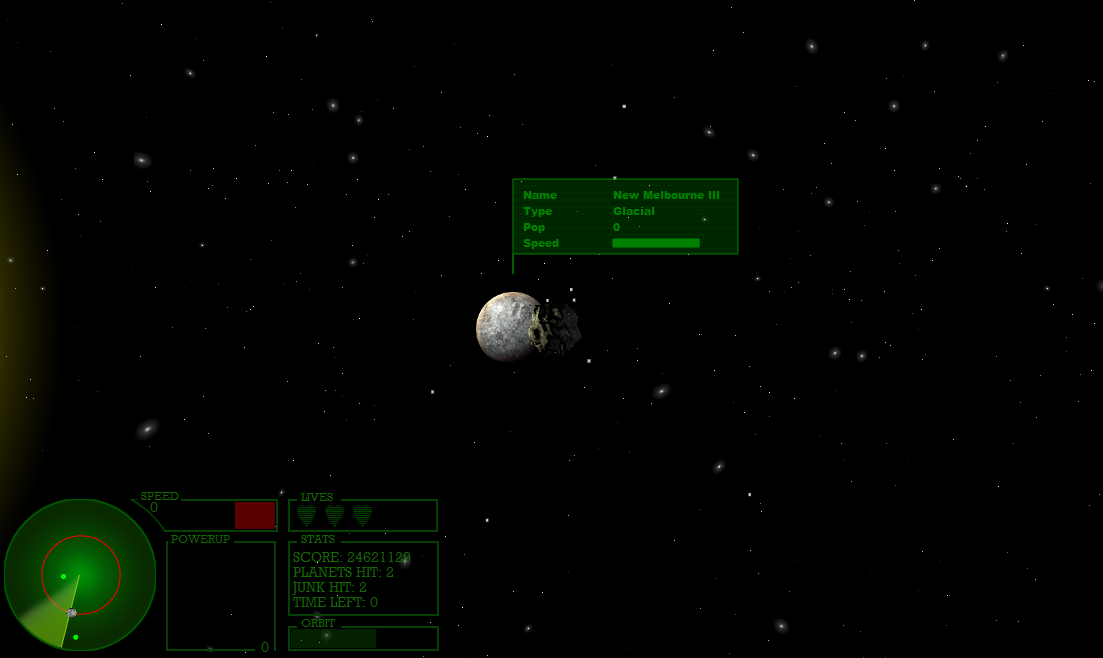 Name New Melbourne III
Type Glacial
Pop 0
Speed
SPEED
0
LIVES
POWERUP
0
STATS
SCORE: 24621129
PLANETS HIT: 2
JUNK HIT: 2
TIME LEFT: 0
ORBIT